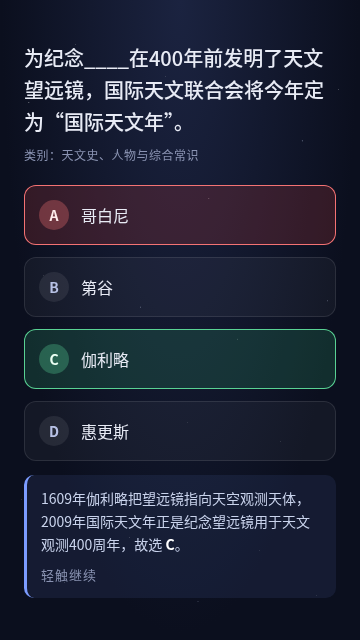 为纪念____在400年前发明了天文
望远镜，国际天文联合会将今年定
为“国际天文年”。
类别：天文史、人物与综合常识
A 哥白尼
B 第谷
C 伽利略
D 惠更斯
1609年伽利略把望远镜指向天空观测天体，
2009年国际天文年正是纪念望远镜用于天文
观测400周年，故选 C。
轻触继续